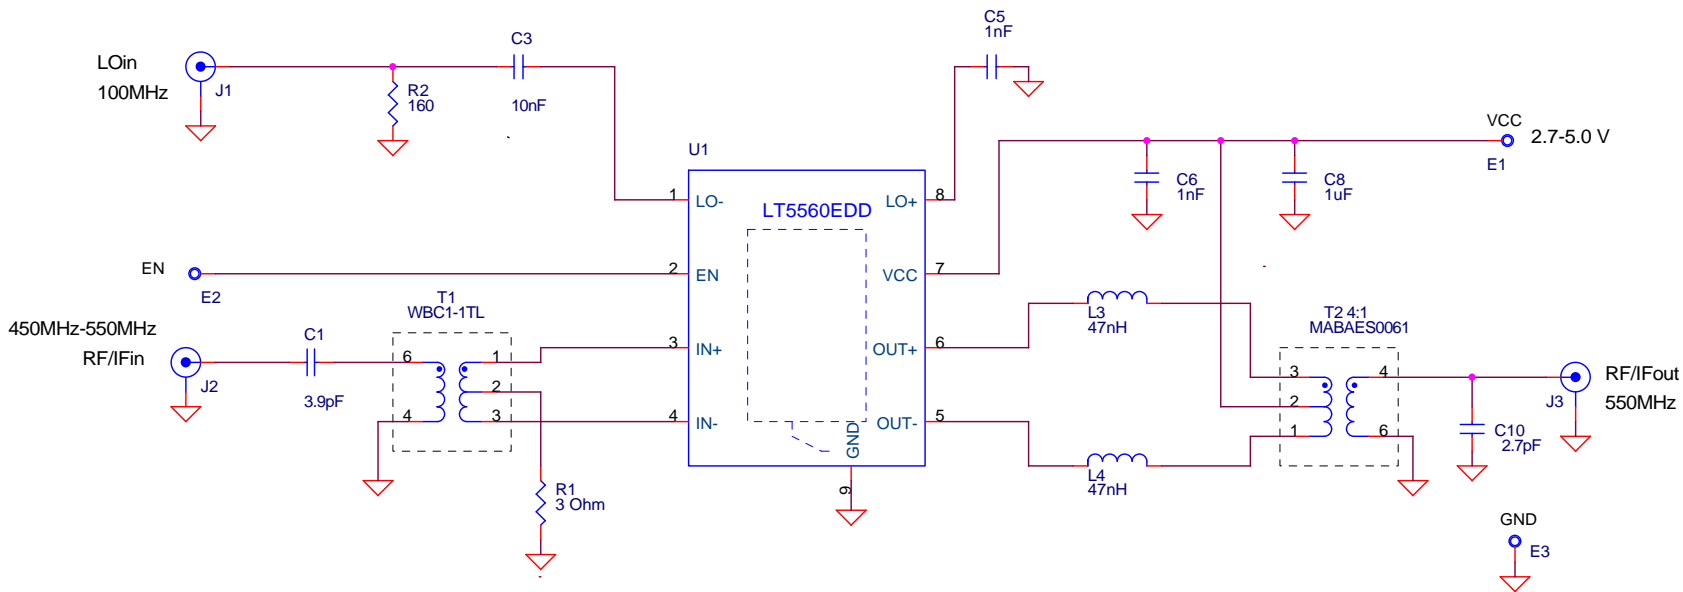 C5
1nF
C3
LOin
100MHz
J1
R2
160
10nF
VCC
2.7-5.0 V
E1
U1
C6
1nF
C8
1uF
1
LO-
LT5560EDD
LO+
8
EN
E2
2
EN
VCC
7
T1
WBC1-1TL
L3
47nH
T2 4:1
MABAES0061
450MHz-550MHz
RF/IFin
J2
C1
3.9pF
6
1
2
4
3
3
IN+
OUT+
6
3
4
2
1
6
RF/IFout
550MHz
J3
4
IN-
OUT-
5
GND
9
C10
2.7pF
L4
47nH
R1
3 Ohm
GND
E3